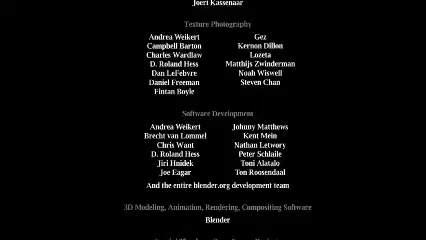 Joeri Kassenaar
Texture Photography
Andrea Weikert Gez
Campbell Barton Kernon Dillon
Charles Wardlaw Lozeta
D. Roland Hess Matthijs Zwinderman
Dan LeFebvre Noah Wiswell
Daniel Freeman Steven Chan
Fintan Boyle
Software Development
Andrea Weikert Johnny Matthews
Brecht van Lommel Kent Mein
Chris Want Nathan Letwory
D. Roland Hess Peter Schlaile
Jiri Hnidek Toni Alatalo
Joe Eagar Ton Roosendaal
And the entire blender.org development team
3D Modeling, Animation, Rendering, Compositing Software
Blender